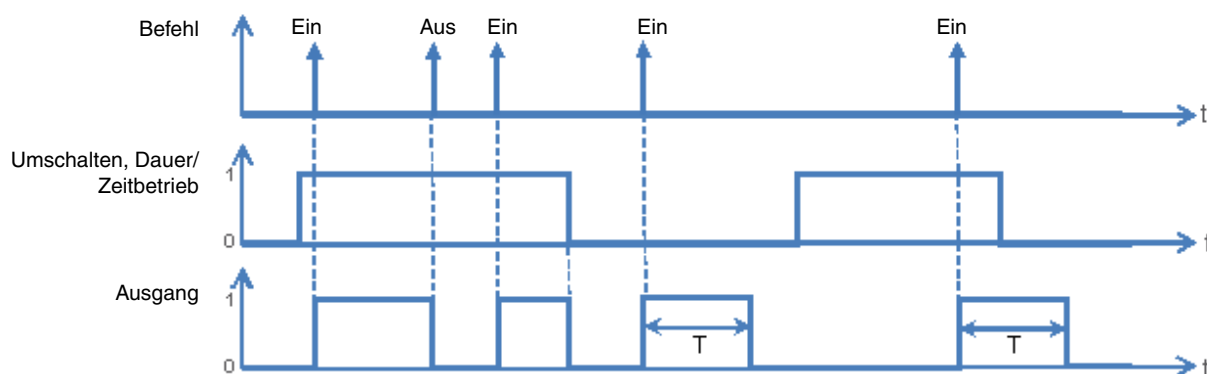 Befehl Ein Aus Ein Ein Ein
t
Umschalten, Dauer/
Zeitbetrieb
1
0 t
Ausgang
1
T T
0 t